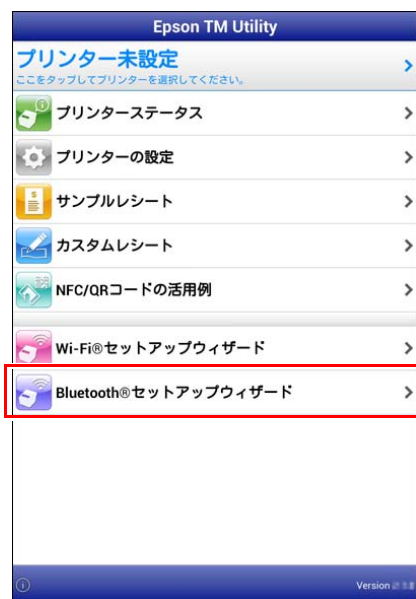 Epson TM Utility
プリンター未設定
ここをタップしてプリンターを選択してください。
プリンターステータス
プリンターの設定
サンプルレシート
カスタムレシート
NFC/QRコードの活用例
Wi-Fi®セットアップウィザード
Bluetooth®セットアップウィザード
Version